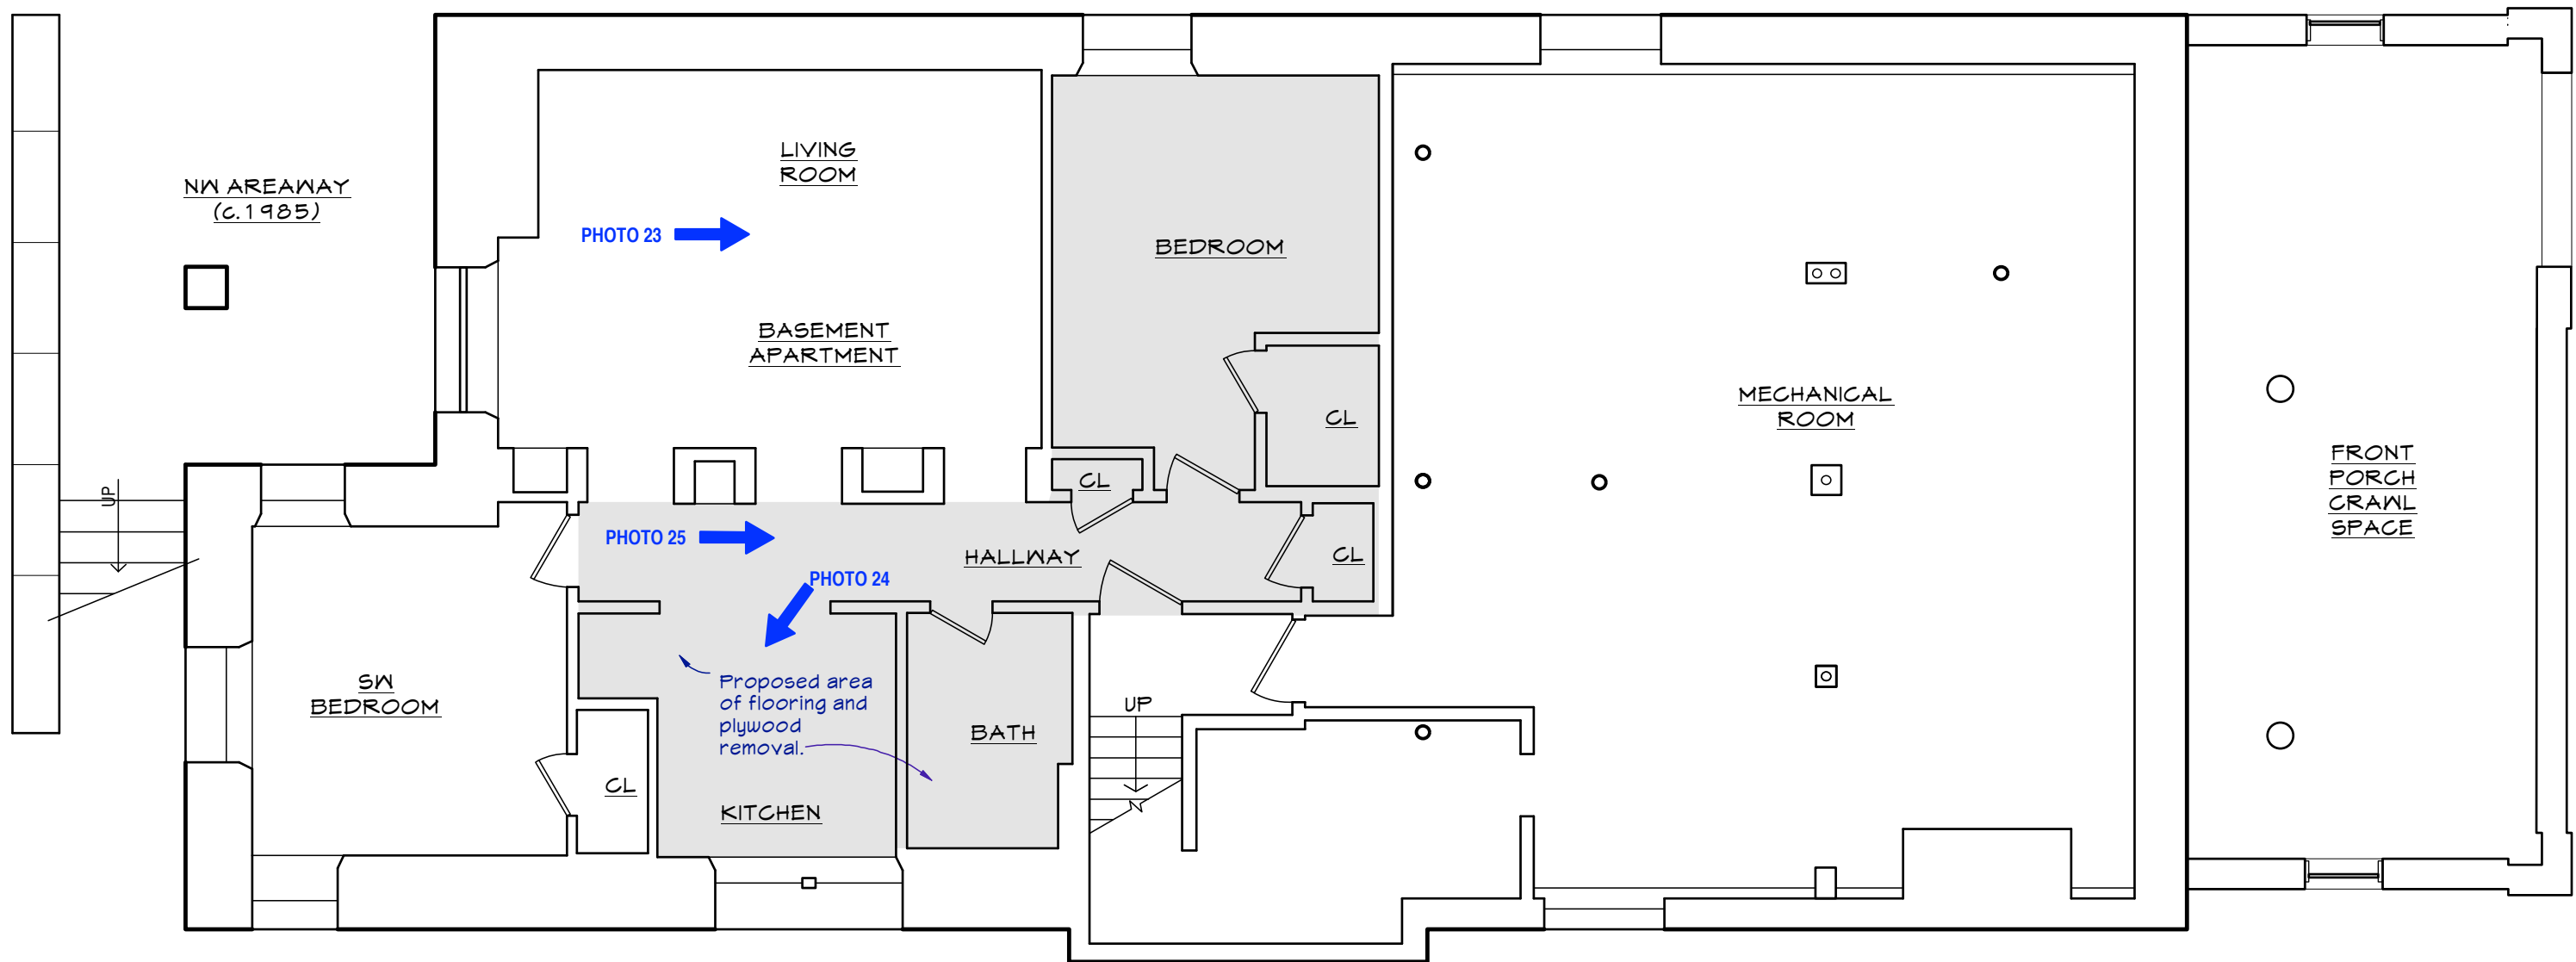 NW AREAWAY
(c.1985)
UP
LIVING
ROOM
PHOTO 23
BASEMENT
APARTMENT
BEDROOM
CL
CL
MECHANICAL
ROOM
FRONT
PORCH
CRAWL
SPACE
PHOTO 25
HALLWAY
CL
PHOTO 24
SW
BEDROOM
CL
Proposed area
of flooring and
plywood
removal.
KITCHEN
BATH
UP